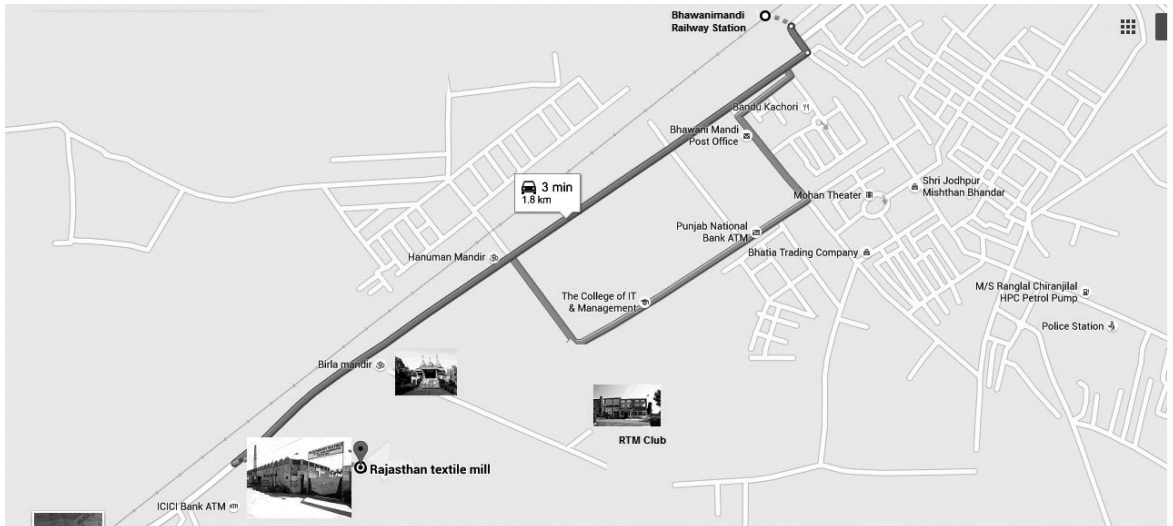 Bhawanimandi
Railway Station
Bandu Kachori
Bhawani Mandi
Post Office
3 min
1.8 km
Mohan Theater
Shri Jodhpur
Mishthan Bhandar
Punjab National
Bank ATM
Bhatia Trading Company
Hanuman Mandir
The College of IT
& Management
M/S Ranglal Chiranjilal
HPC Petrol Pump
Police Station
Birla mandir
RTM Club
Rajasthan textile mill
ICICI Bank ATM